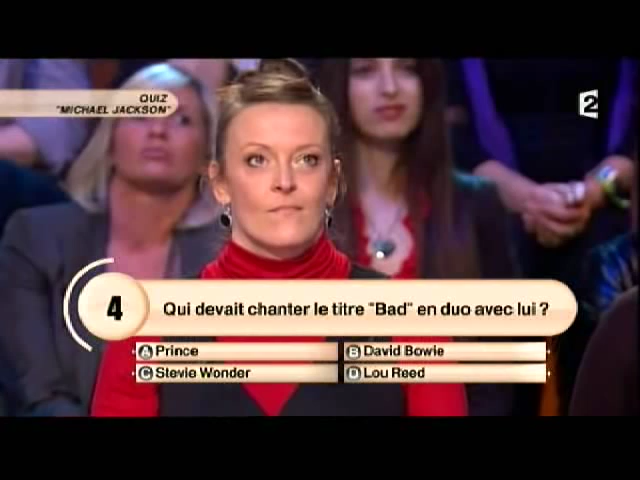 QUIZ
"MICHAEL JACKSON"
2
4
Qui devait chanter le titre "Bad" en duo avec lui ?
A Prince
B David Bowie
C Stevie Wonder
D Lou Reed